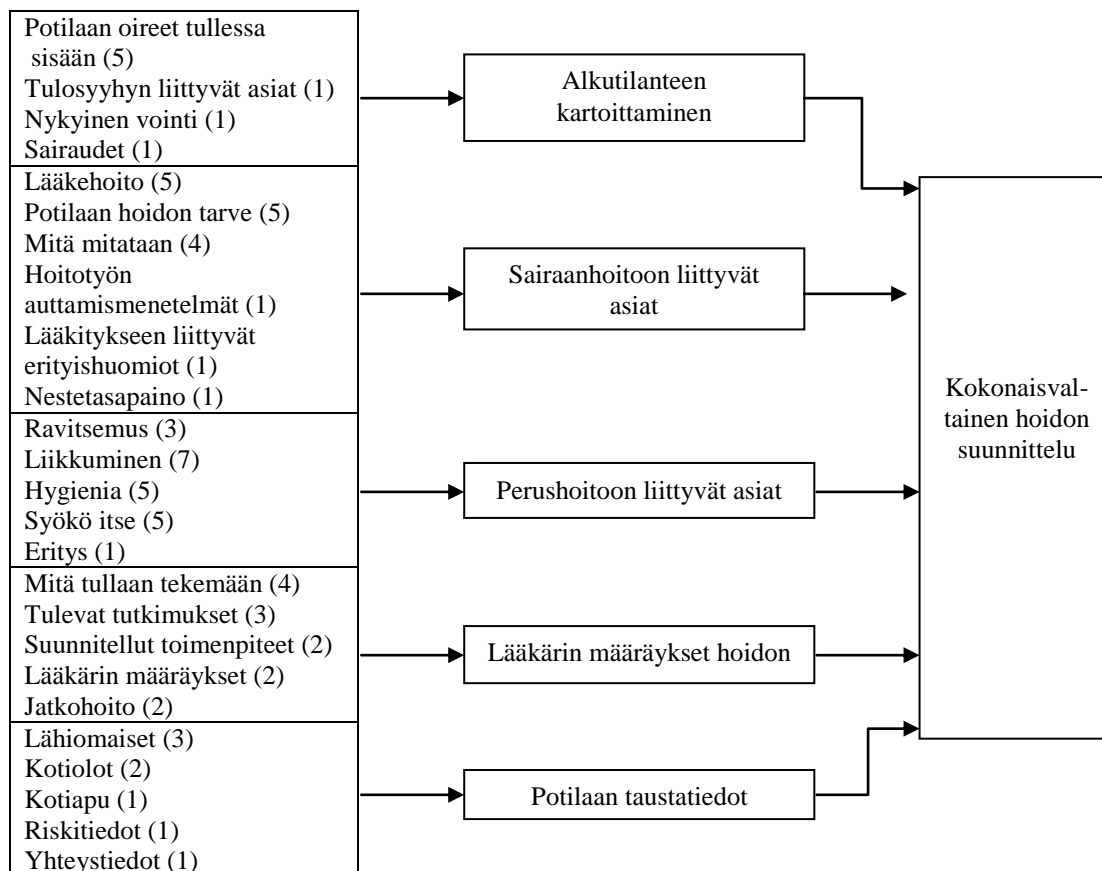 Potilaan oireet tullessa
sisään (5)
Tulosyyhyn liittyvät asiat (1)
Nykyinen vointi (1)
Sairaudet (1)
Lääkehoito (5)
Potilaan hoidon tarve (5)
Mitä mitataan (4)
Hoitotyön
auttamismenetelmät (1)
Lääkitykseen liittyvät
erityishuomiot (1)
Nestetasapaino (1)
Ravitsemus (3)
Liikkuminen (7)
Hygienia (5)
Syökö itse (5)
Eritys (1)
Mitä tullaan tekemään (4)
Tulevat tutkimukset (3)
Suunnitellut toimenpiteet (2)
Lääkärin määräykset (2)
Jatkohoito (2)
Lähiomaiset (3)
Kotiolot (2)
Kotiapu (1)
Riskitiedot (1)
Yhteystiedot (1)
Alkutilanteen
kartoittaminen
Sairaanhoitoon liittyvät
asiat
Perushoitoon liittyvät asiat
Lääkärin määräykset hoidon
Potilaan taustatiedot
Kokonaisval-
tainen hoidon
suunnittelu